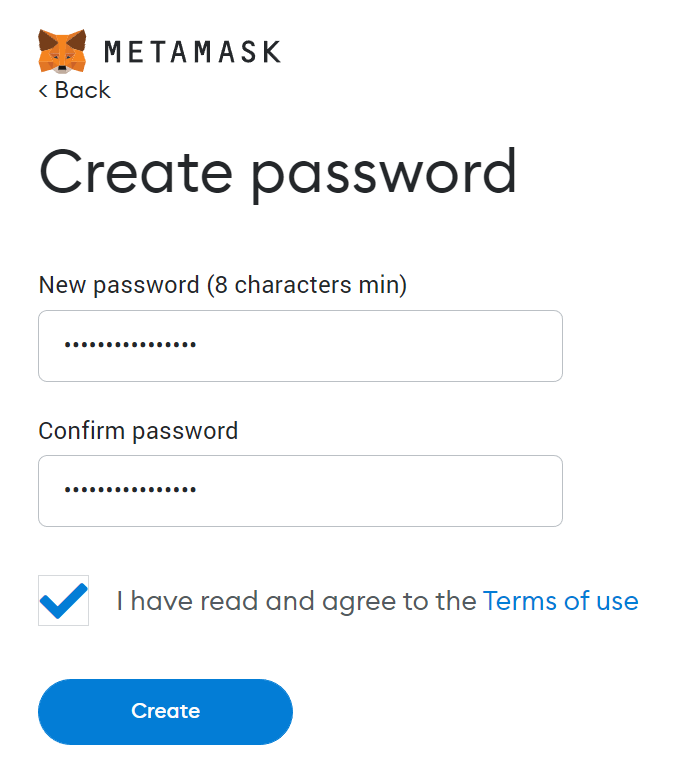 METAMASK
< Back
Create password
New password (8 characters min)
••••••••••••••••
Confirm password
••••••••••••••••
I have read and agree to the Terms of use
Create